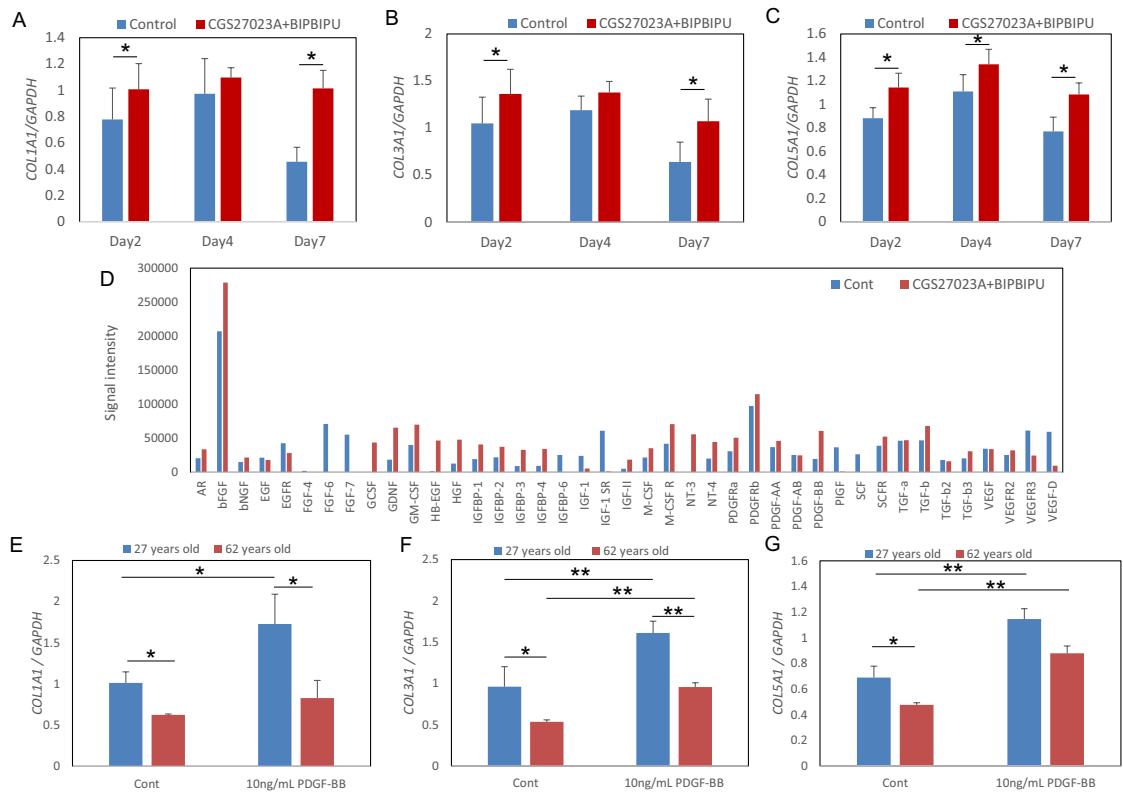 A
Control
CGS27023A+BIPBIPU
COL1A1/GAPDH
1.4
1.2
1
0.8
0.6
0.4
0.2
0
*
*
Day2
Day4
Day7
B
Control
CGS27023A+BIPBIPU
COL3A1/GAPDH
2
1.5
1
0.5
0
*
*
Day2
Day4
Day7
C
Control
CGS27023A+BIPBIPU
COL5A1/GAPDH
1.6
1.4
1.2
1
0.8
0.6
0.4
0.2
0
*
*
*
Day2
Day4
Day7
D
Cont
CGS27023A+BIPBIPU
Signal intensity
300000
250000
200000
150000
100000
50000
0
AR
bFGF
bNGF
EGF
EGFR
FGF-4
FGF-6
FGF-7
GCSF
GDNF
GM-CSF
HB-EGF
HGF
IGFBP-1
IGFBP-2
IGFBP-3
IGFBP-4
IGFBP-6
IGF-1
IGF-1 SR
IGF-II
M-CSF
M-CSF R
NT-3
NT-4
PDGFRa
PDGFRb
PDGF-AA
PDGF-AB
PDGF-BB
PIGF
SCF
SCFR
TGF-a
TGF-b
TGF-b2
TGF-b3
VEGF
VEGFR2
VEGFR3
VEGF-D
E
27 years old
62 years old
COL1A1 / GAPDH
2.5
2
1.5
1
0.5
0
*
*
*
Cont
10ng/mL PDGF-BB
F
27 years old
62 years old
COL3A1 / GAPDH
2.5
2
1.5
1
0.5
0
**
**
**
*
Cont
10ng/mL PDGF-BB
G
27 years old
62 years old
COL5A1 / GAPDH
1.6
1.4
1.2
1
0.8
0.6
0.4
0.2
0
**
**
*
Cont
10ng/mL PDGF-BB